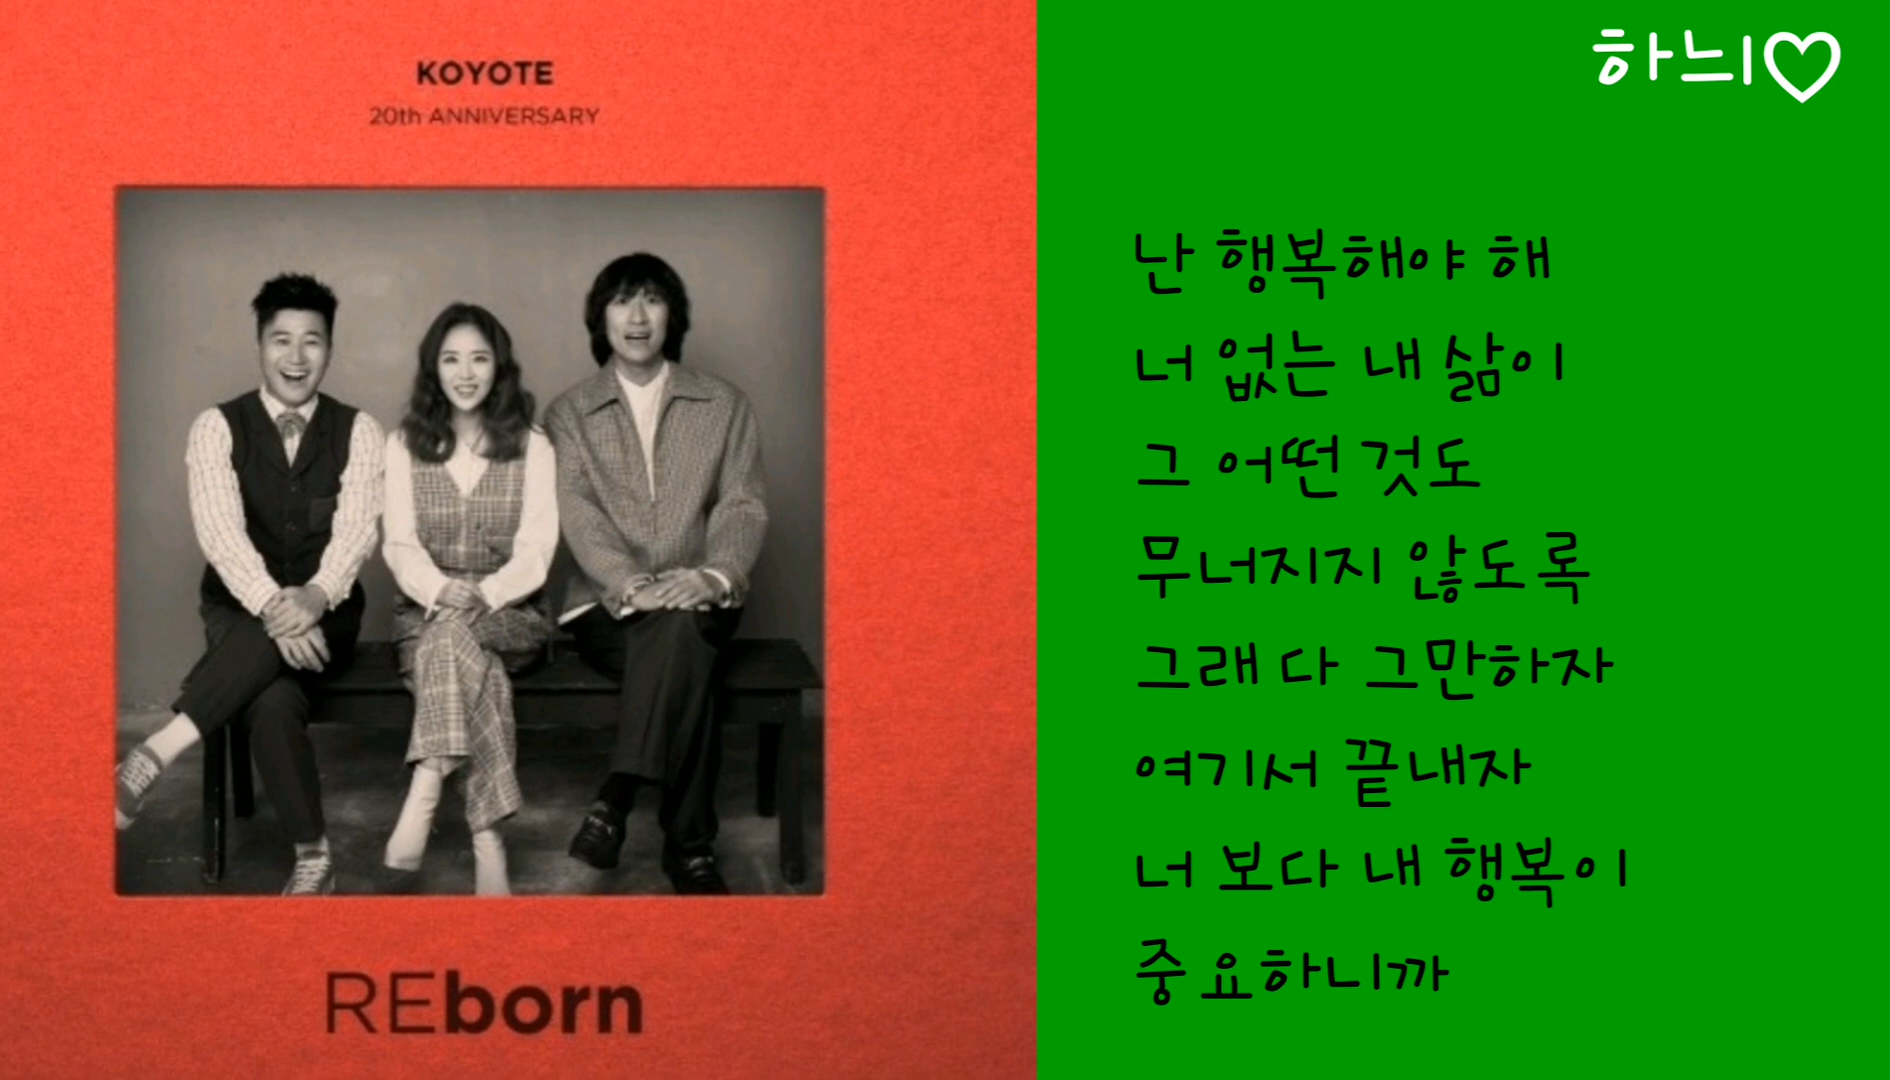 KOYOTE
20th ANNIVERSARY
REborn
하늬♡
난 행복해야 해
너 없는 내 삶이
그 어떤 것도
무너지지 않도록
그래 다 그만하자
여기서 끝내자
너 보다 내 행복이
중요하니까